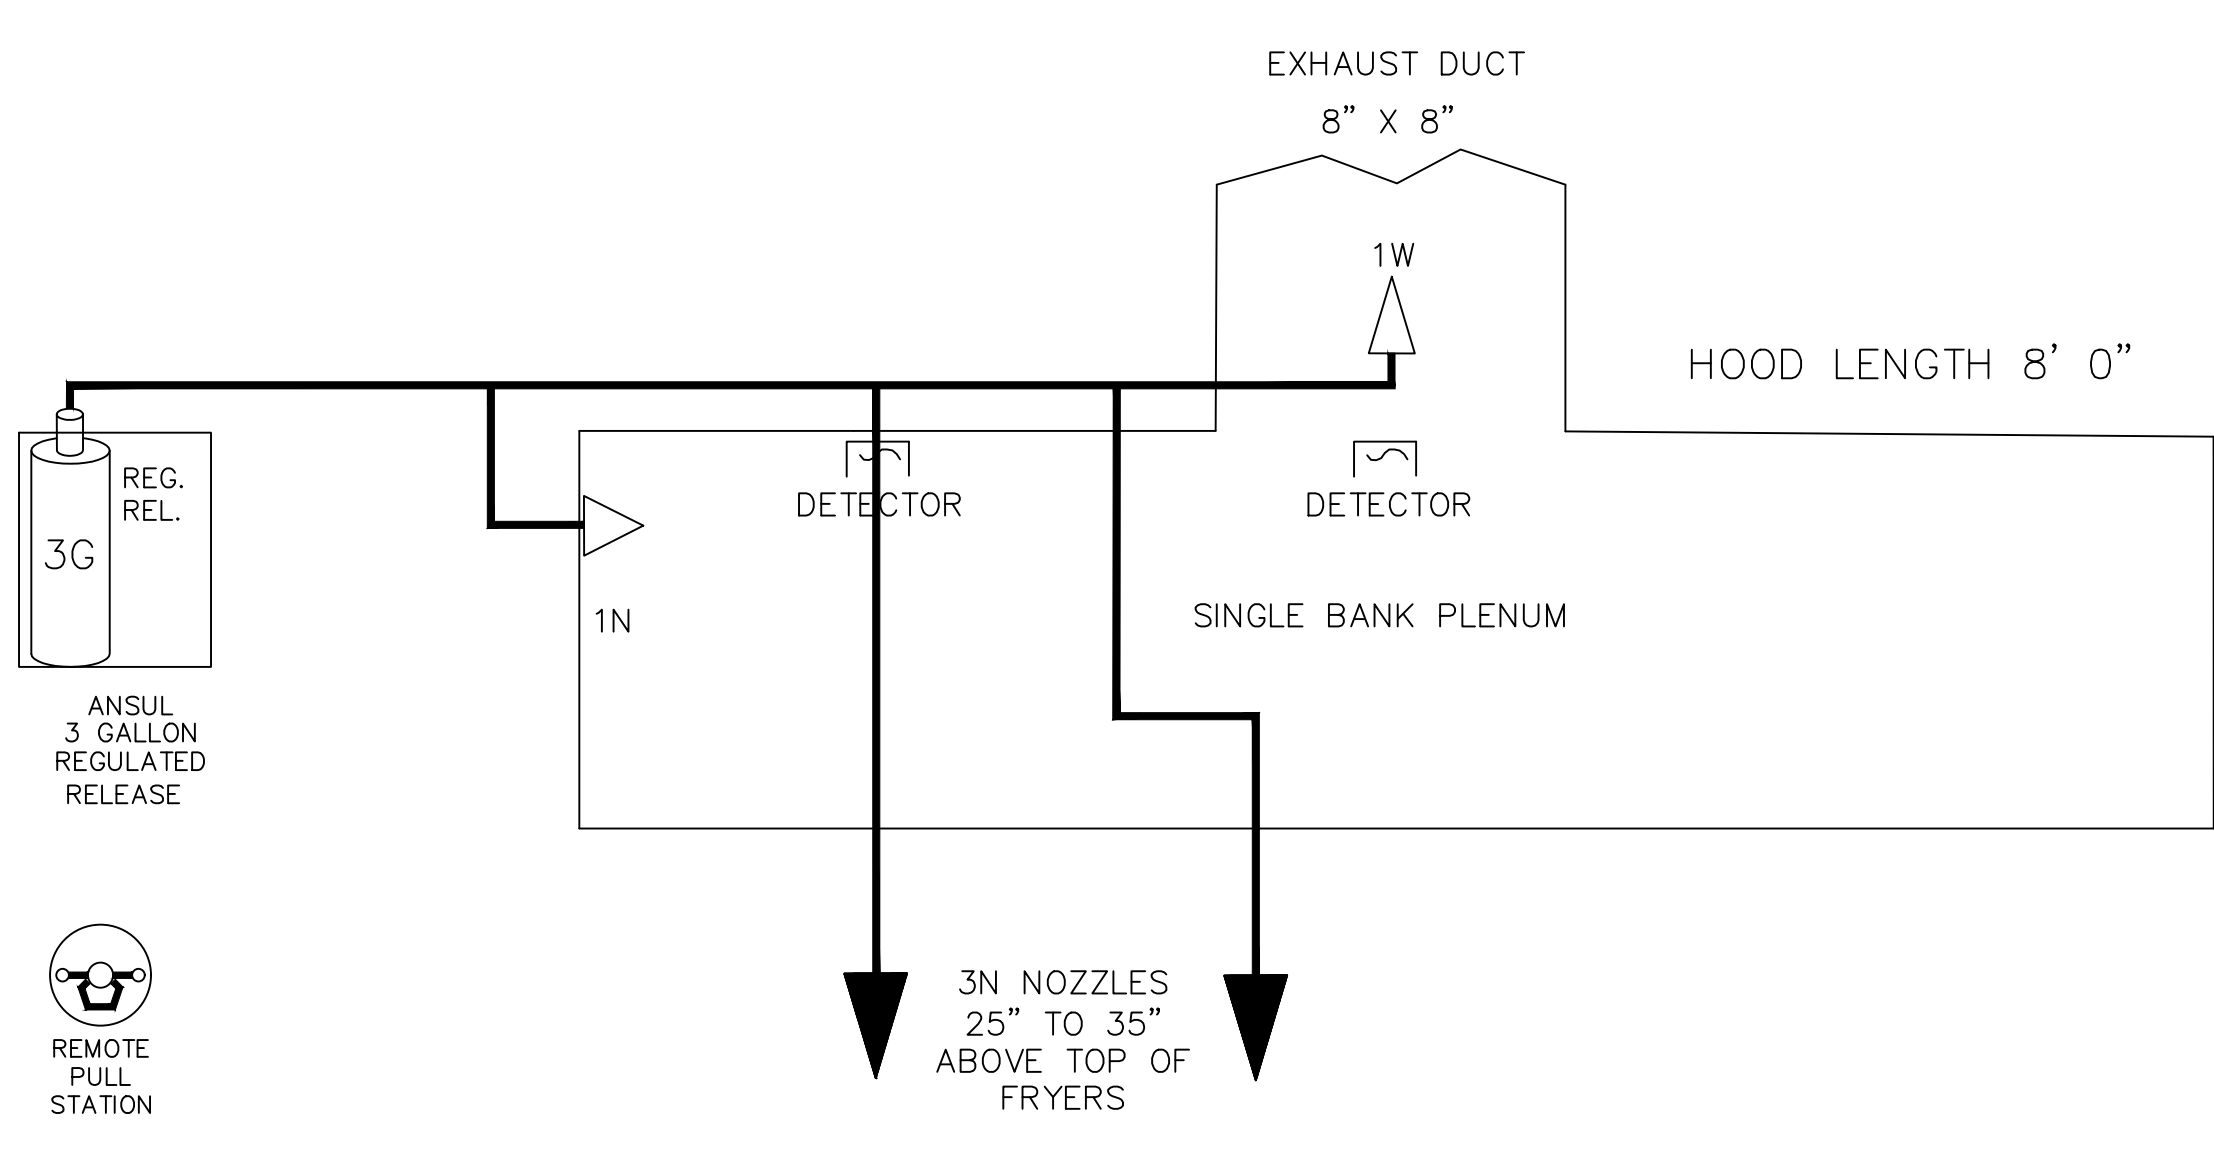 EXHAUST DUCT
8” X 8”
1W
HOOD LENGTH 8’ 0”
REG.
REL.
3G
DETECTOR
DETECTOR
1N
SINGLE BANK PLENUM
ANSUL
3 GALLON
REGULATED
RELEASE
3N NOZZLES
25” TO 35”
ABOVE TOP OF
FRYERS
REMOTE
PULL
STATION